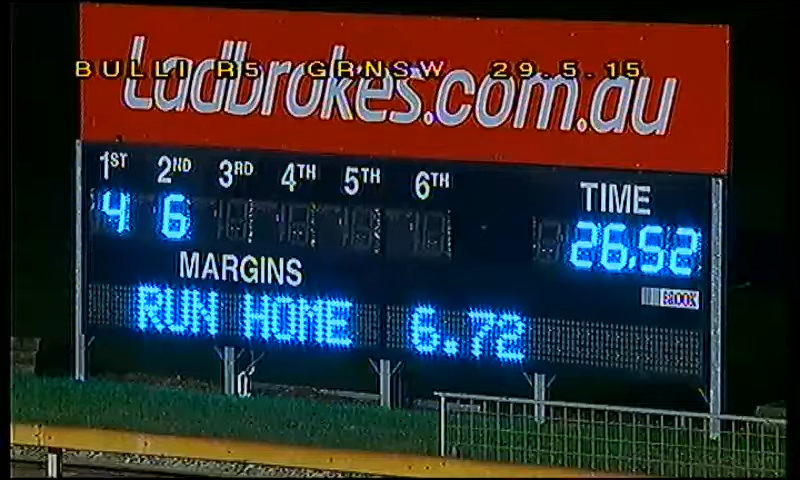 BULLI R5 GRNSW 29.5.15
Ladbrokes.com.au
1ST 2ND 3RD 4TH 5TH 6TH TIME
4 6 26.52
MARGINS
RUN HOME 6.72